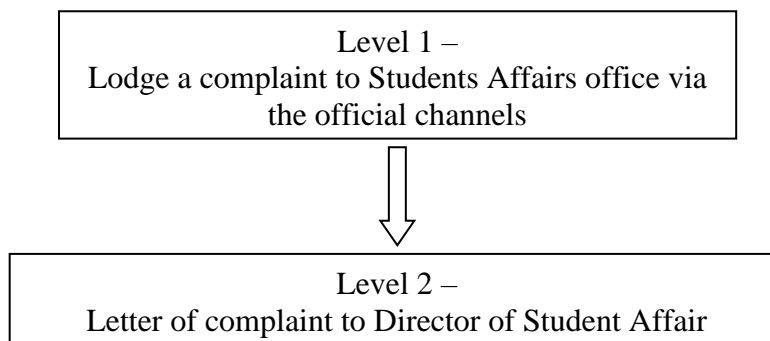 Level 1 –
Lodge a complaint to Students Affairs office via
the official channels
Level 2 –
Letter of complaint to Director of Student Affair